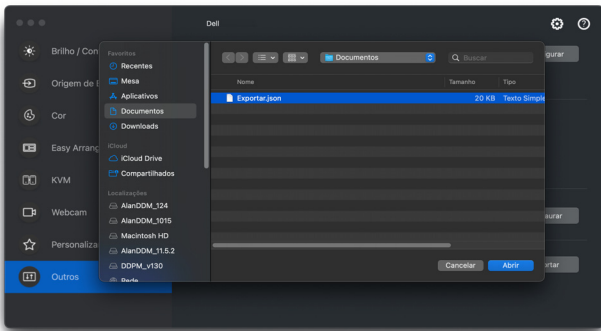 Dell
Brilho / Con
Origem de E
Cor
Easy Arrang
KVM
Webcam
Personaliza
Outros
Favoritos
Recentes
Mesa
Aplicativos
Documentos
Downloads
iCloud
iCloud Drive
Compartilhados
Localizações
AlanDDM_124
AlanDDM_1015
Macintosh HD
AlanDDM_11.5.2
DDPM_v130
Rede
Documentos
Buscar
Nome Tamanho Tipo
Exportar.json 20 KB Texto Simple
Cancelar Abrir
igurar
aurar
rtar